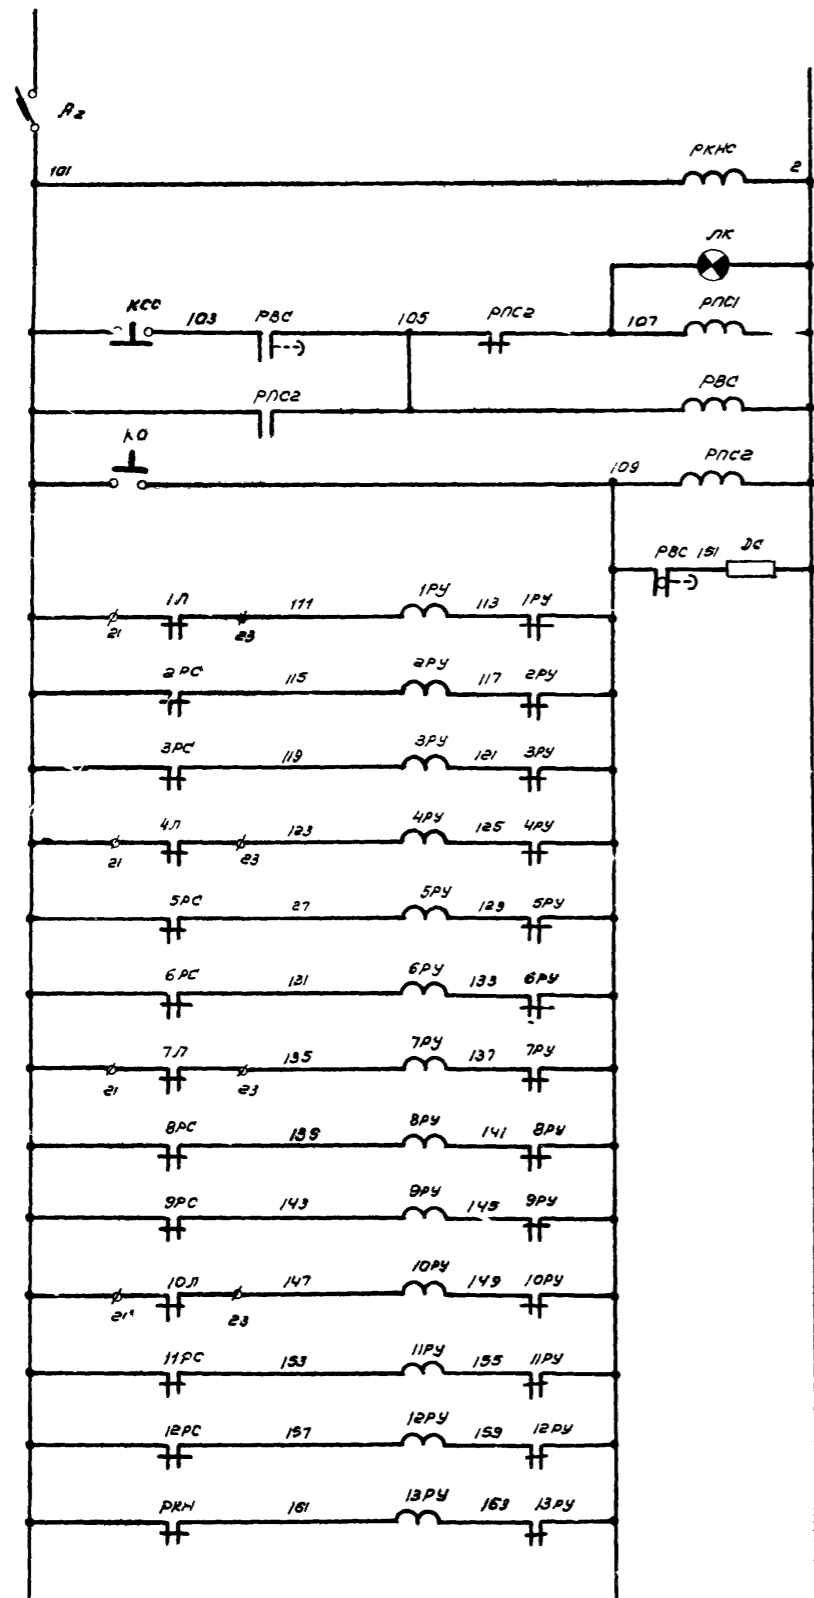 А2
101 РКНС 2
ЛК
КСС 103 РВС 105 РПС2 107 РПС1
РПС2 РВС
КО 109 РПС2
РВС 151 ДС
21 1Л 23 111 1РУ 113 1РУ
2РС 115 2РУ 117 2РУ
3РС 119 3РУ 121 3РУ
21 4Л 23 123 4РУ 125 4РУ
5РС 27 5РУ 129 5РУ
6РС 131 6РУ 133 6РУ
21 7Л 23 135 7РУ 137 7РУ
8РС 139 8РУ 141 8РУ
9РС 143 9РУ 145 9РУ
21 10Л 23 147 10РУ 149 10РУ
11РС 153 11РУ 155 11РУ
12РС 157 12РУ 159 12РУ
РКН 161 13РУ 163 13РУ